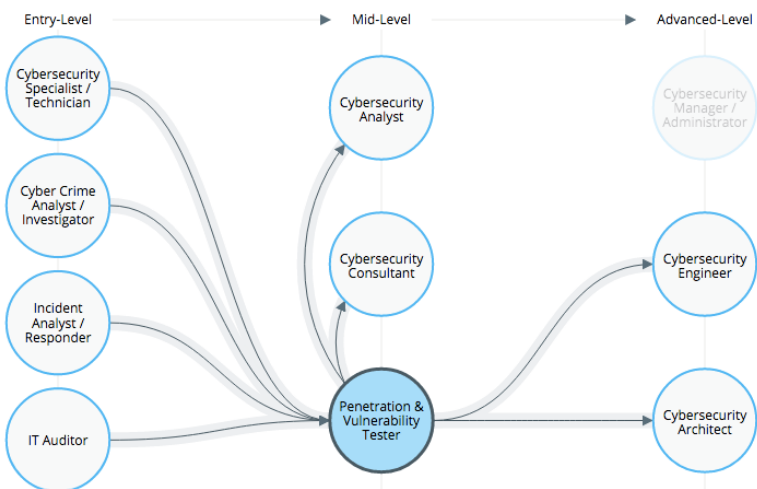 Entry-Level
Mid-Level
Advanced-Level
Cybersecurity
Specialist /
Technician
Cyber Crime
Analyst /
Investigator
Incident
Analyst /
Responder
IT Auditor
Cybersecurity
Analyst
Cybersecurity
Consultant
Penetration &
Vulnerability
Tester
Cybersecurity
Manager /
Administrator
Cybersecurity
Engineer
Cybersecurity
Architect